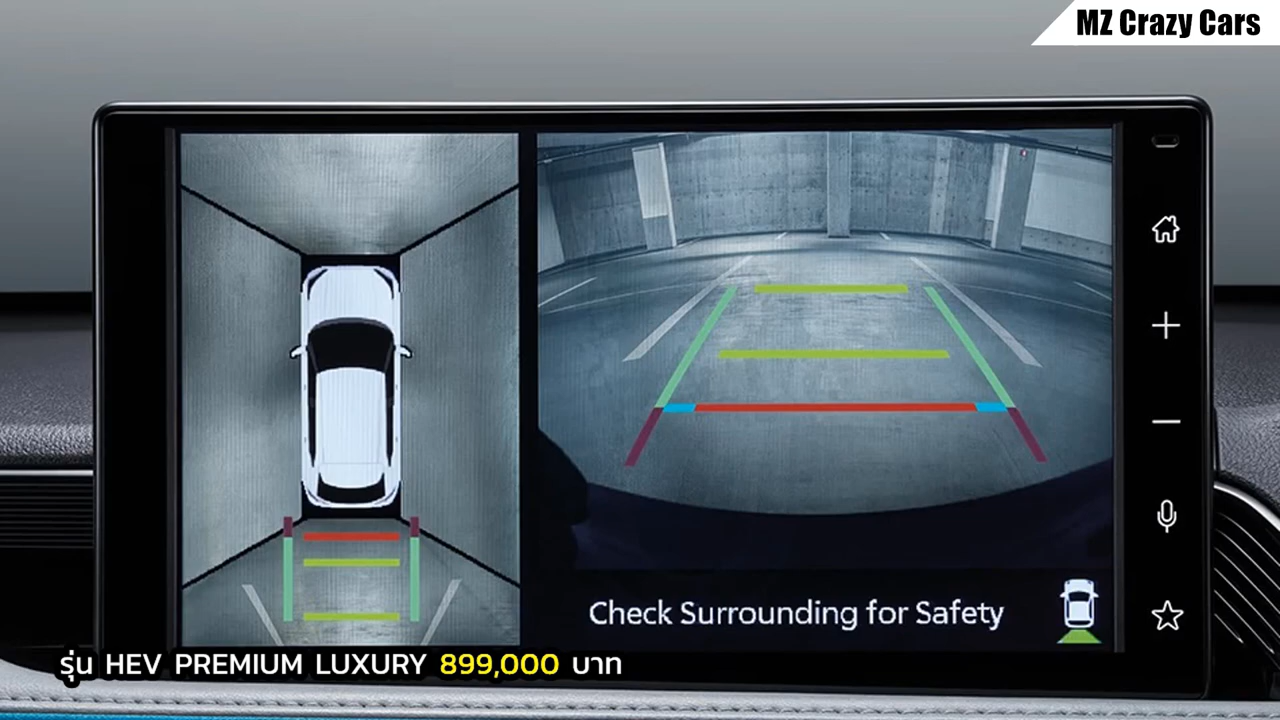 MZ Crazy Cars
Check Surrounding for Safety
รุ่น HEV PREMIUM LUXURY 899,000 บาท